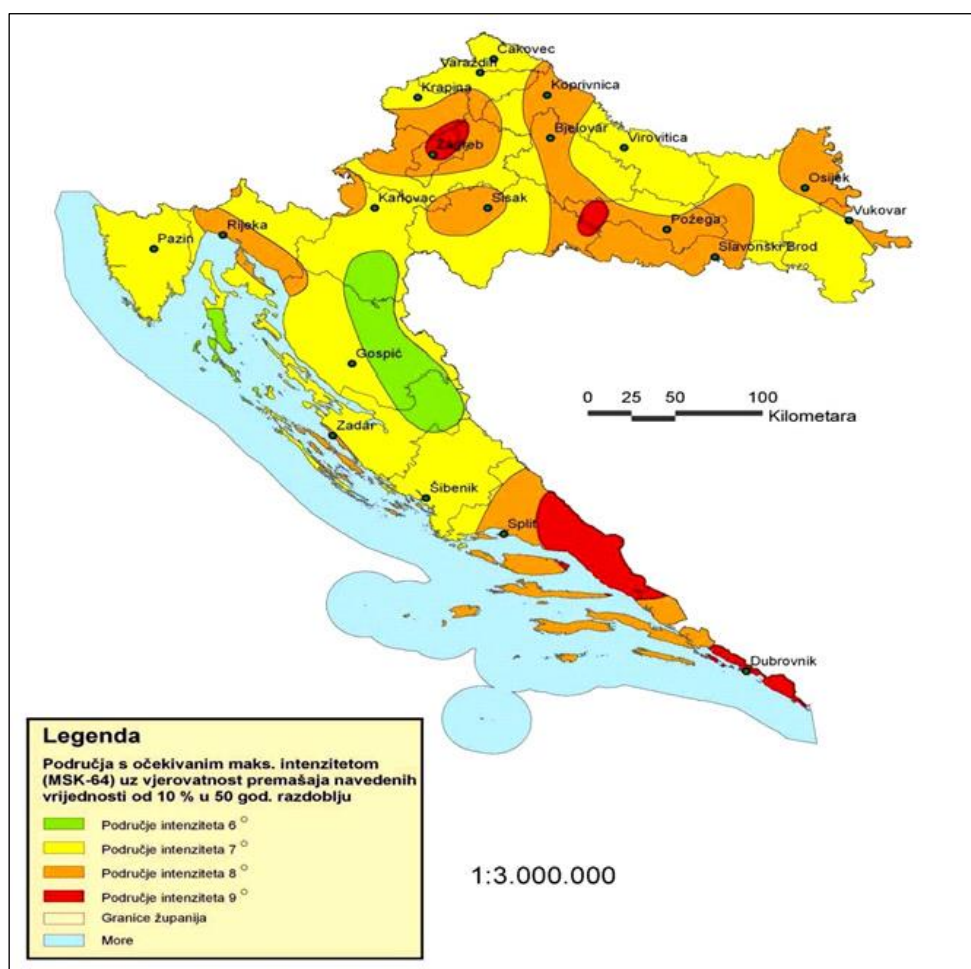 Čakovec
Varaždin
Krapina
Koprivnica
Bjelovar
Virovitica
Zagreb
Osijek
Karlovac
Sisak
Vukovar
Požega
Rijeka
Pazin
Slavonski Brod
Gospić
0 25 50 100
Kilometara
Zadar
Šibenik
Split
Dubrovnik
Legenda
Područja s očekivanim maks. intenzitetom
(MSK-64) uz vjerovatnost premašaja navedenih
vrijednosti od 10 % u 50 god. razdoblju
Područje intenziteta 6 °
Područje intenziteta 7 °
Područje intenziteta 8 °
Područje intenziteta 9 °
Granice županija
More
1:3.000.000